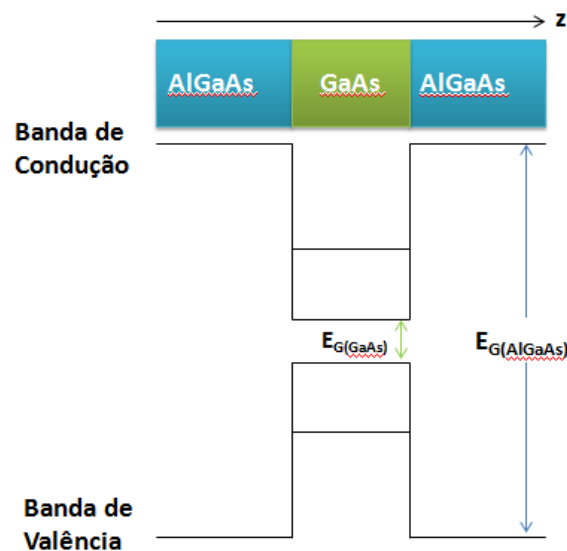 z
AlGaAs GaAs AlGaAs
Banda de
Condução
EG(GaAs)
EG(AlGaAs)
Banda de
Valência